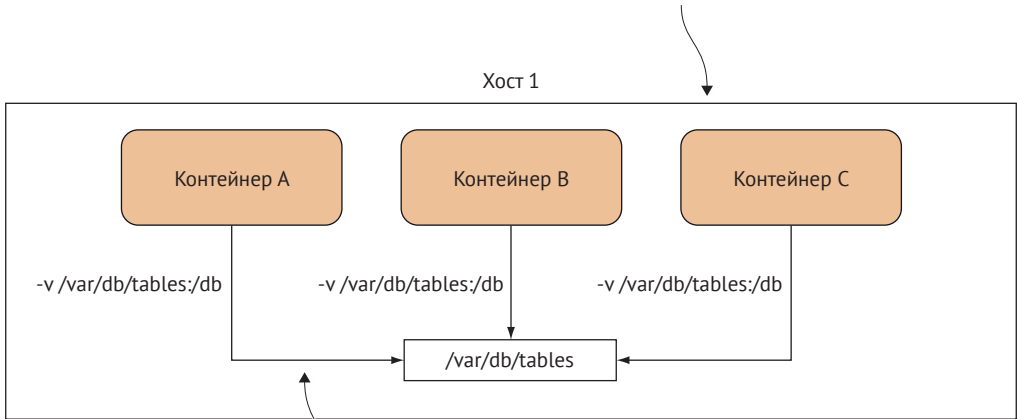 Хост 1
Контейнер A
Контейнер B
Контейнер C
-v /var/db/tables:/db
-v /var/db/tables:/db
-v /var/db/tables:/db
/var/db/tables